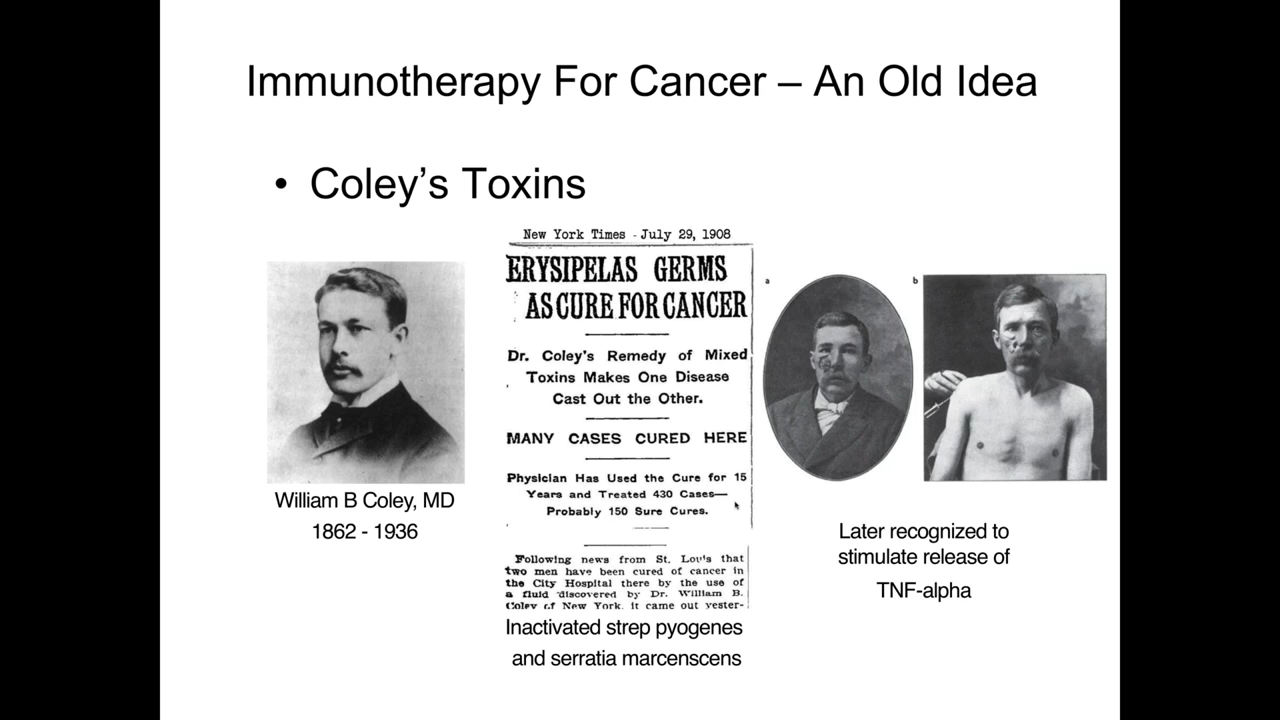 Immunotherapy For Cancer – An Old Idea
• Coley’s Toxins
New York Times - July 29, 1908
ERYSIPELAS GERMS
AS CURE FOR CANCER
Dr. Coley's Remedy of Mixed
Toxins Makes One Disease
Cast Out the Other.
MANY CASES CURED HERE
Physician Has Used the Cure for 15
Years and Treated 430 Cases—
Probably 150 Sure Cures.
Following news from St. Louis that
two men have been cured of cancer in
the City Hospital there by the use of
a fluid discovered by Dr. William B.
Coley of New York, it came out yester-
Inactivated strep pyogenes
and serratia marcenscens
William B Coley, MD
1862 - 1936
a
b
Later recognized to
stimulate release of
TNF-alpha